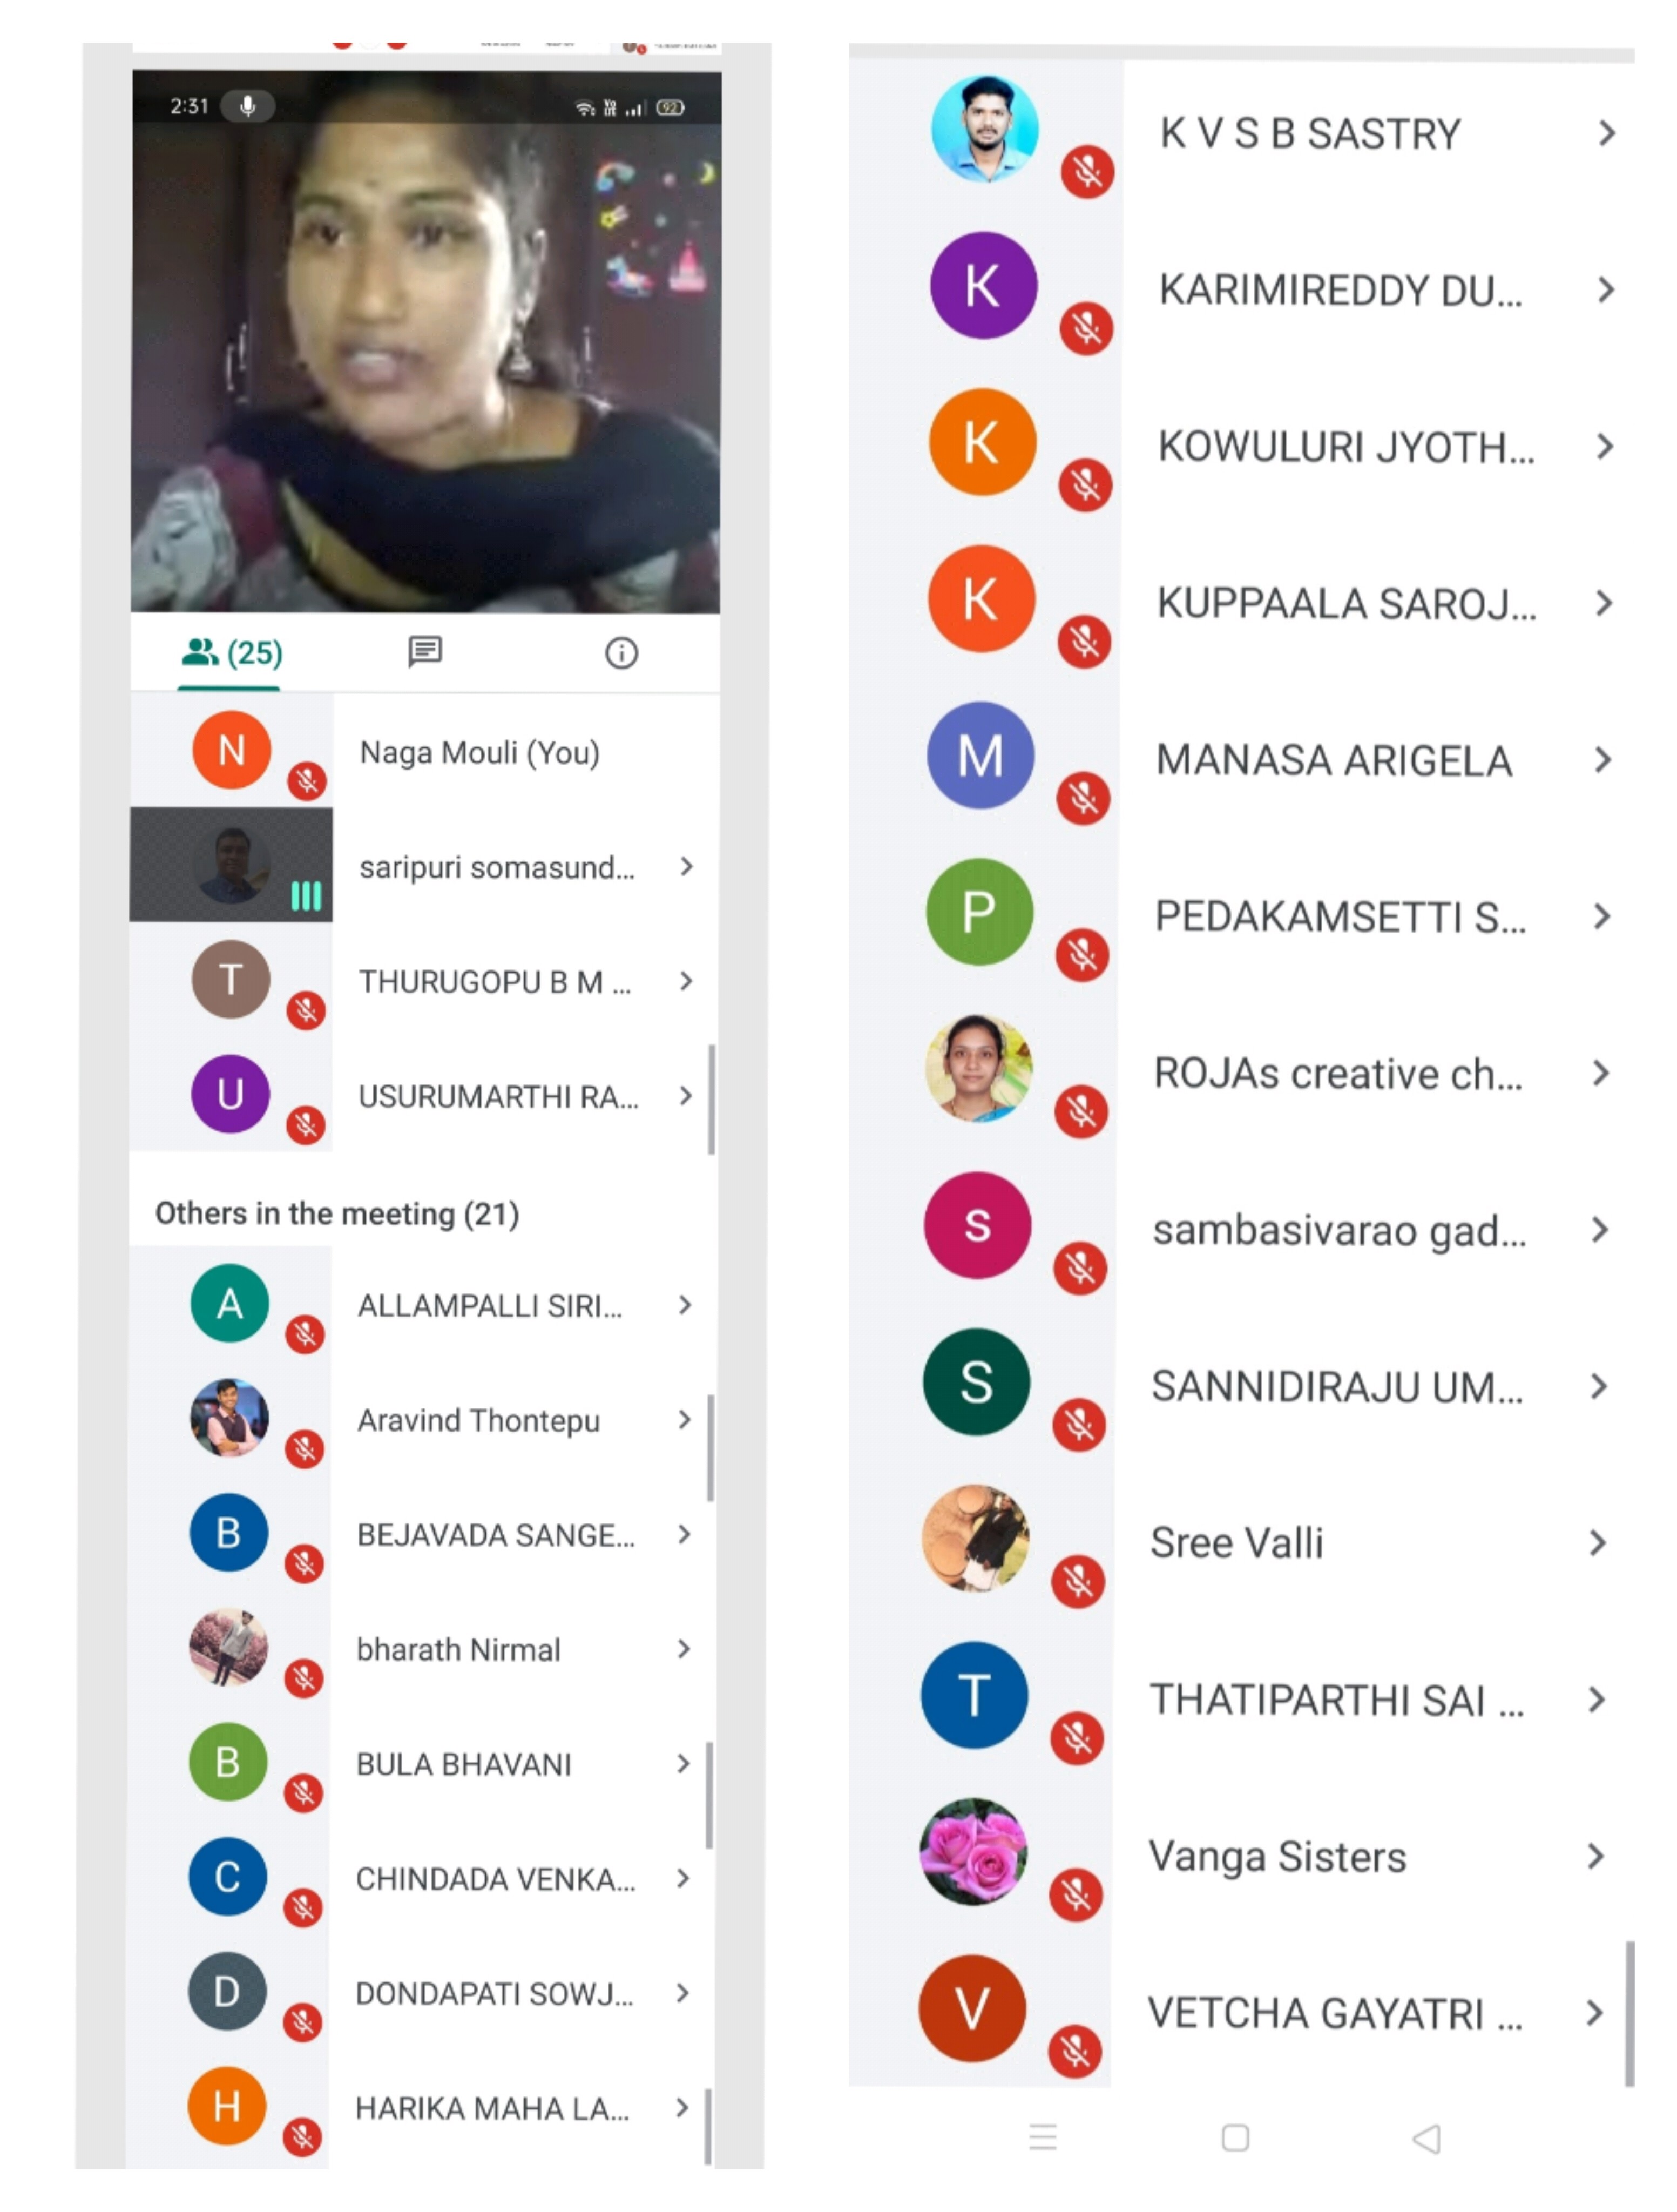 2:31
Vo
LTE
92
(25)
N
Naga Mouli (You)
saripuri somasund...
T
THURUGOPU B M ...
U
USURUMARTHI RA...
Others in the meeting (21)
A
ALLAMPALLI SIRI...
Aravind Thontepu
B
BEJAVADA SANGE...
bharath Nirmal
B
BULA BHAVANI
C
CHINDADA VENKA...
D
DONDAPATI SOWJ...
H
HARIKA MAHA LA...
K V S B SASTRY
K
KARIMIREDDY DU...
K
KOWULURI JYOTH...
K
KUPPAALA SAROJ...
M
MANASA ARIGELA
P
PEDAKAMSETTI S...
ROJAs creative ch...
s
sambasivarao gad...
S
SANNIDIRAJU UM...
Sree Valli
T
THATIPARTHI SAI ...
Vanga Sisters
V
VETCHA GAYATRI ...